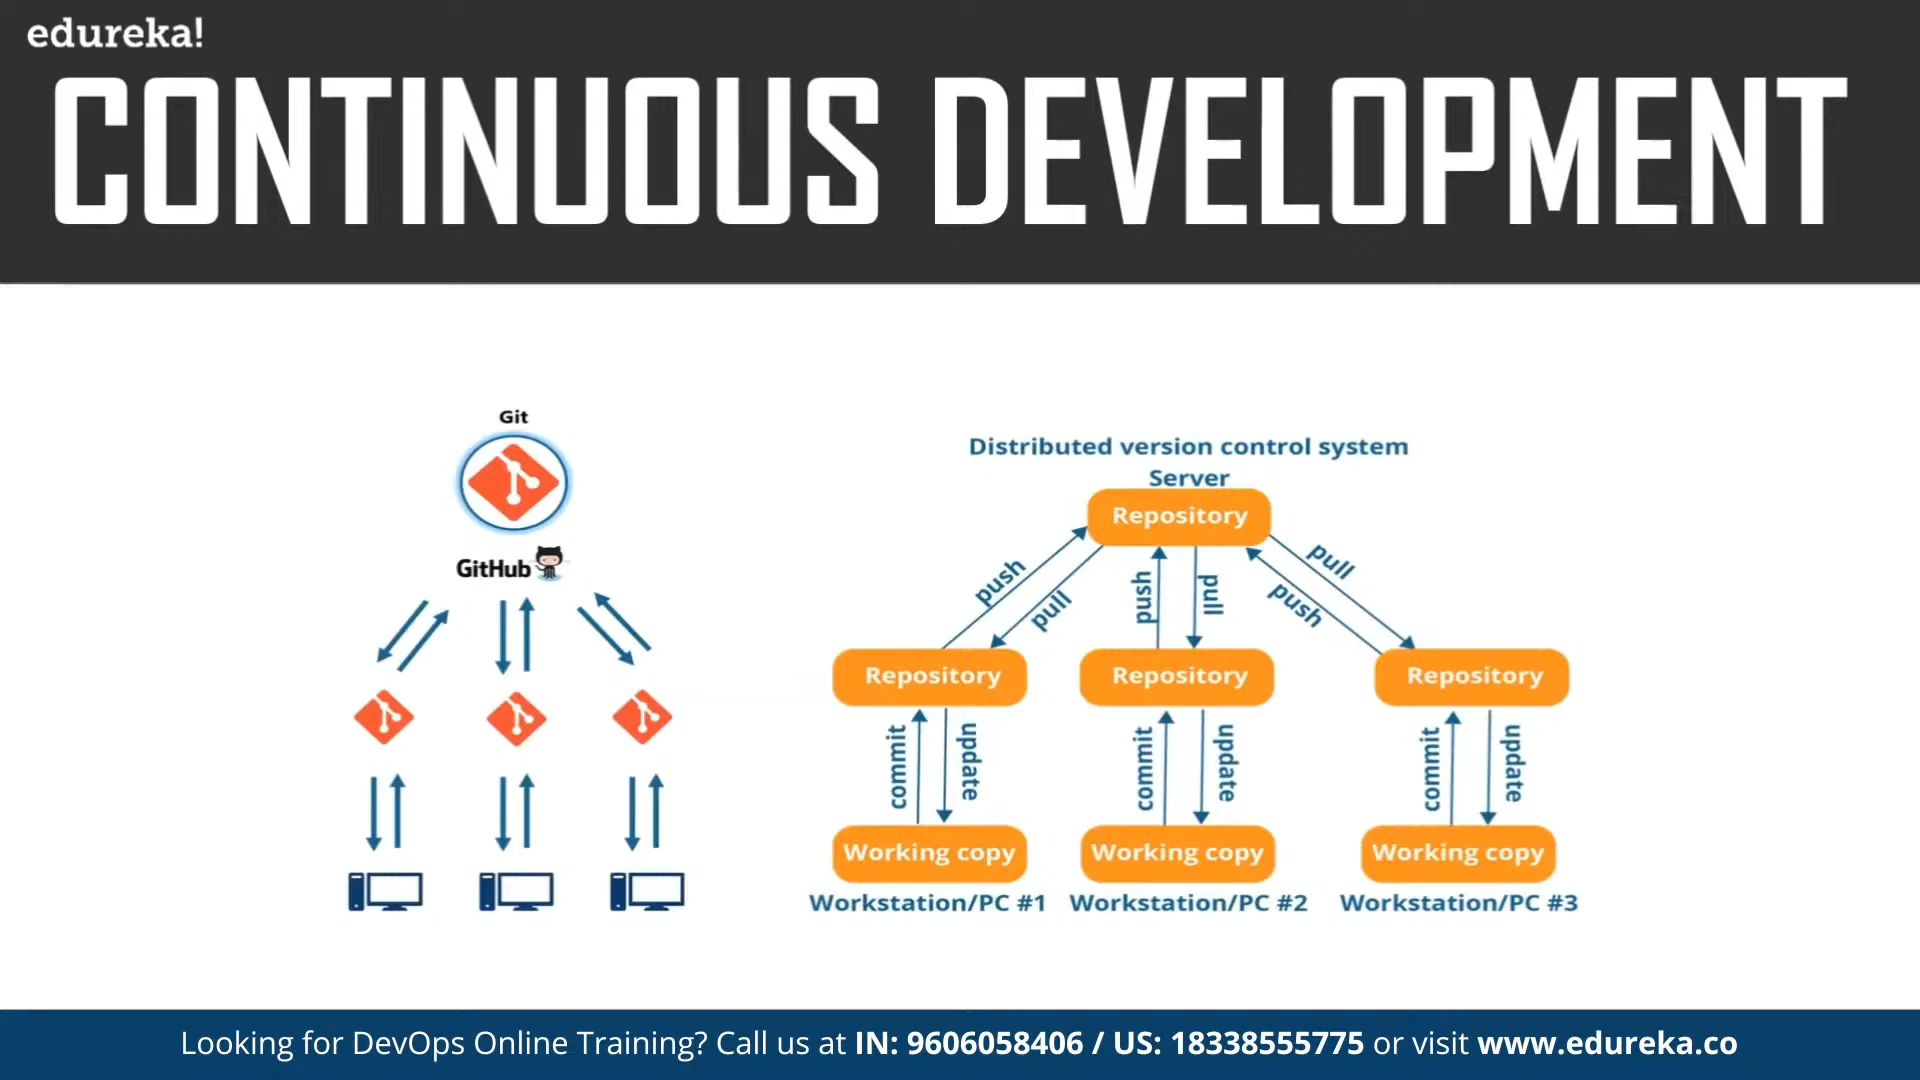 edureka!
CONTINUOUS DEVELOPMENT
Git
GitHub
Distributed version control system
Server
Repository
push
pull
push
pull
pull
push
Repository
Repository
Repository
commit
update
commit
update
commit
update
Working copy
Working copy
Working copy
Workstation/PC #1
Workstation/PC #2
Workstation/PC #3
Looking for DevOps Online Training? Call us at IN: 9606058406 / US: 18338555775 or visit www.edureka.co